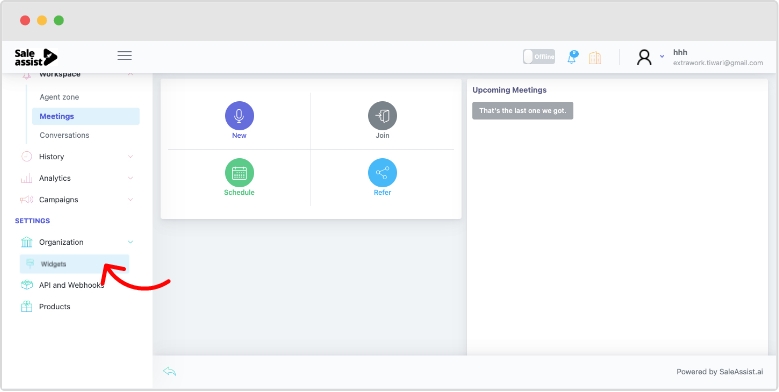 Sale
assist
Offline
hhh
extrawork.tiwari@gmail.com
Workspace
Agent zone
Meetings
Conversations
History
Analytics
Campaigns
SETTINGS
Organization
Widgets
API and Webhooks
Products
New
Join
Schedule
Refer
Upcoming Meetings
That's the last one we got.
Powered by SaleAssist.ai